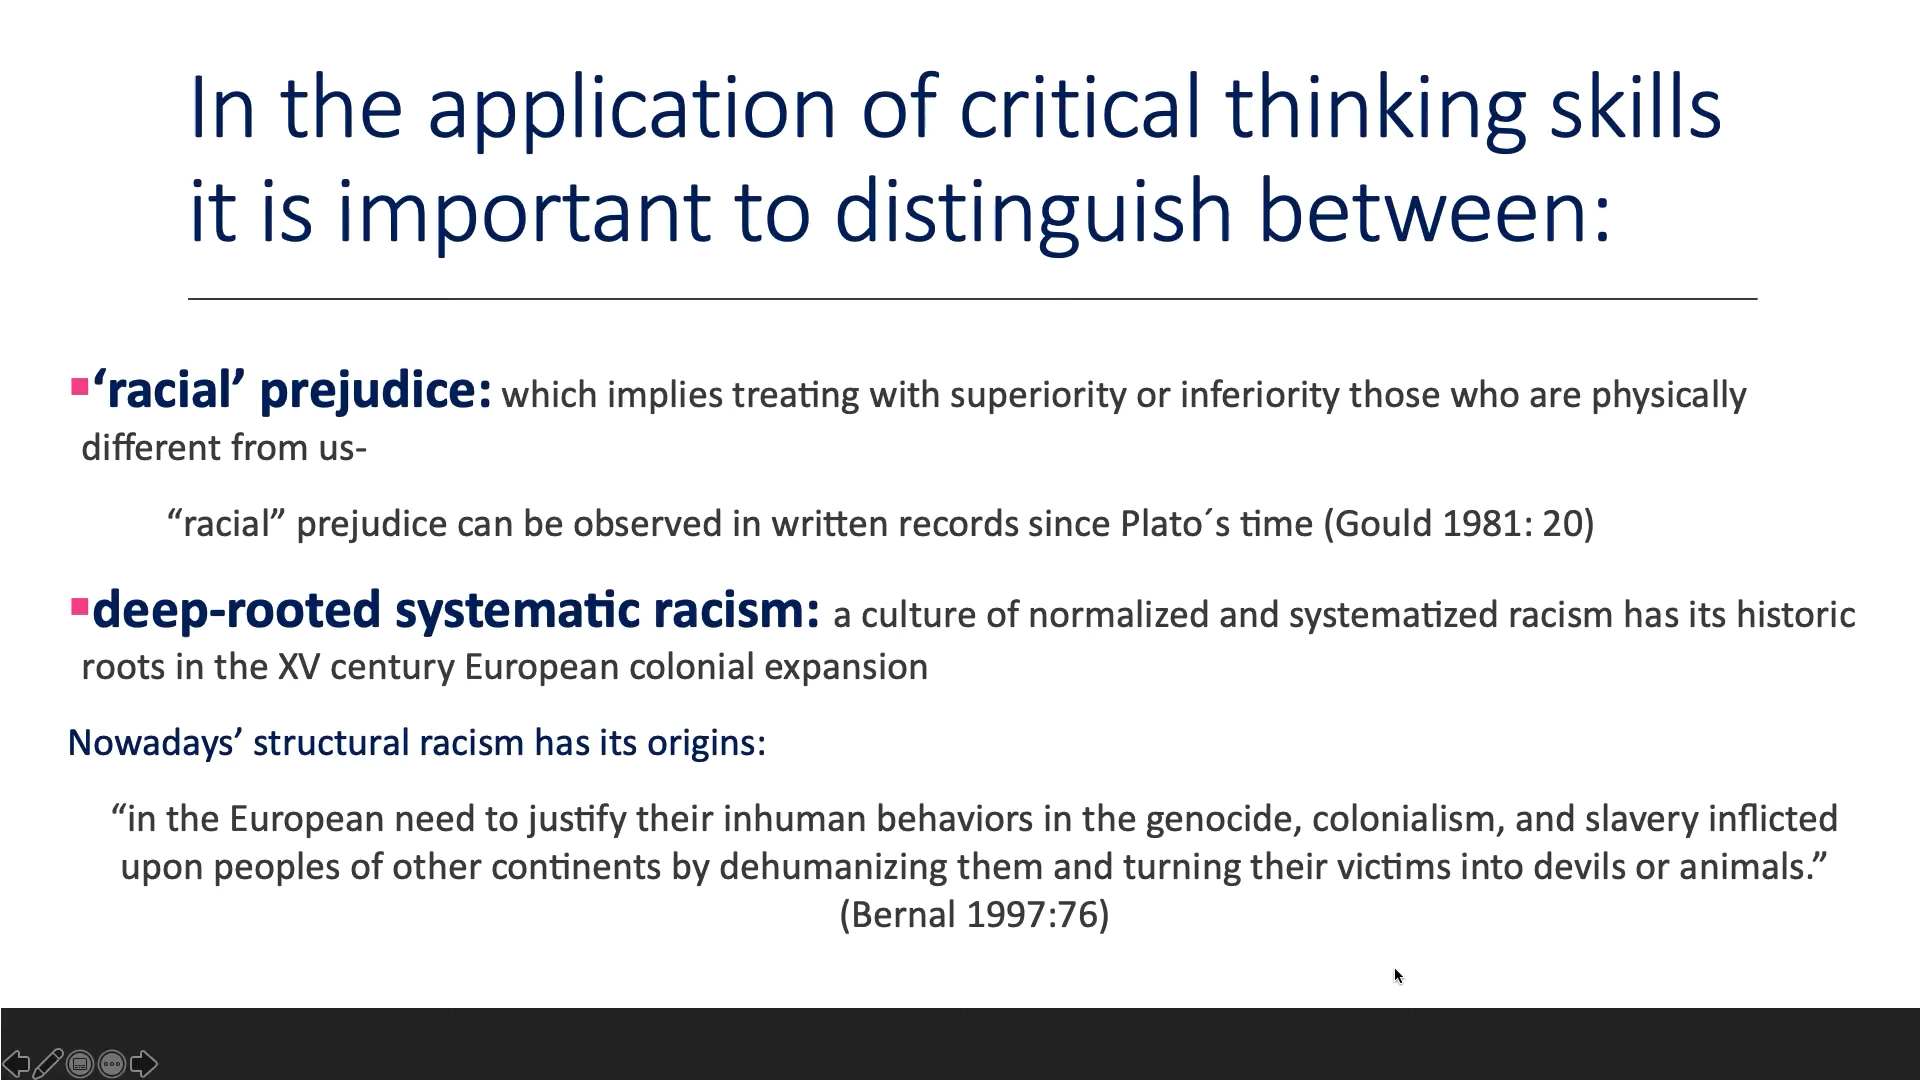 In the application of critical thinking skills
it is important to distinguish between:
‘racial’ prejudice: which implies treating with superiority or inferiority those who are physically
different from us-
“racial” prejudice can be observed in written records since Plato´s time (Gould 1981: 20)
deep-rooted systematic racism: a culture of normalized and systematized racism has its historic
roots in the XV century European colonial expansion
Nowadays’ structural racism has its origins:
“in the European need to justify their inhuman behaviors in the genocide, colonialism, and slavery inflicted
upon peoples of other continents by dehumanizing them and turning their victims into devils or animals.”
(Bernal 1997:76)